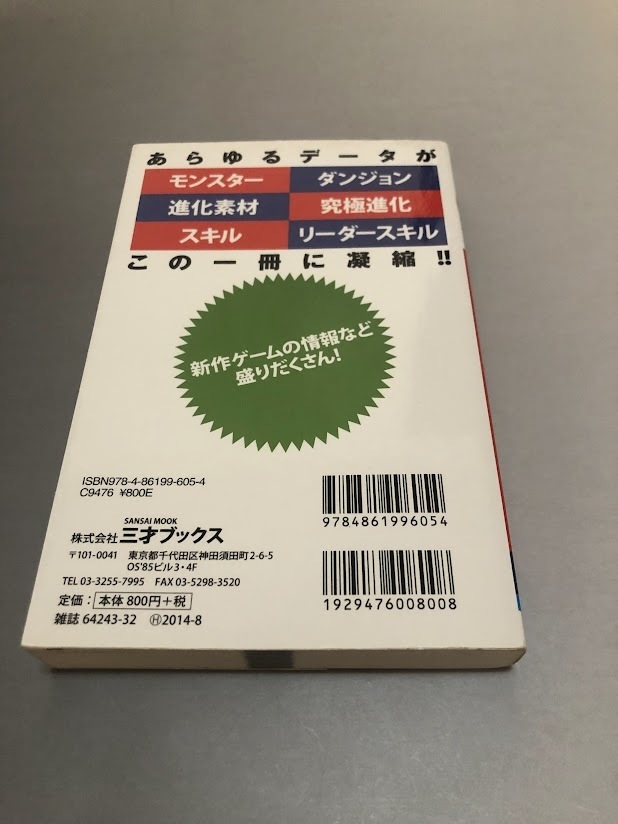 あらゆるデータが
モンスター ダンジョン
進化素材 究極進化
スキル リーダースキル
この一冊に凝縮!!
新作ゲームの情報など
盛りだくさん!
ISBN978-4-86199-605-4
C9476 ¥800E
9784861996054
SANSAI MOOK
株式会社 三才ブックス
〒101-0041 東京都千代田区神田須田町2-6-5
OS'85ビル3・4F
TEL 03-3255-7995 FAX 03-5298-3520
定価: 本体 800円+税
雑誌 64243-32 Ⓗ2014-8
1929476008008